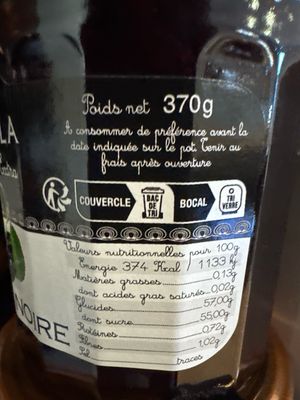 Poids net 370g
LA
A consommer de préférence avant la
date indiquée sur le pot. Tenir au
frais après ouverture
Extra
COUVERCLE
BAC
DE
TRI
BOCAL
TRI
VERRE
NOIRE
Valeurs nutritionnelles pour 100g
Energie 374 Kcal / 1133 Kj
Matières grasses 0,13g
dont acides gras saturés 0,02g
Glucides 57,00g
dont sucre 55,00g
Protéines 0,72g
Fibres 1,02g
Sel traces